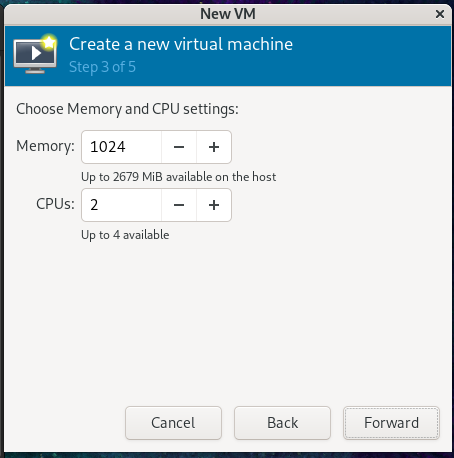 New VM
Create a new virtual machine
Step 3 of 5
Choose Memory and CPU settings:
Memory: 1024
Up to 2679 MiB available on the host
CPUs: 2
Up to 4 available
Cancel Back Forward